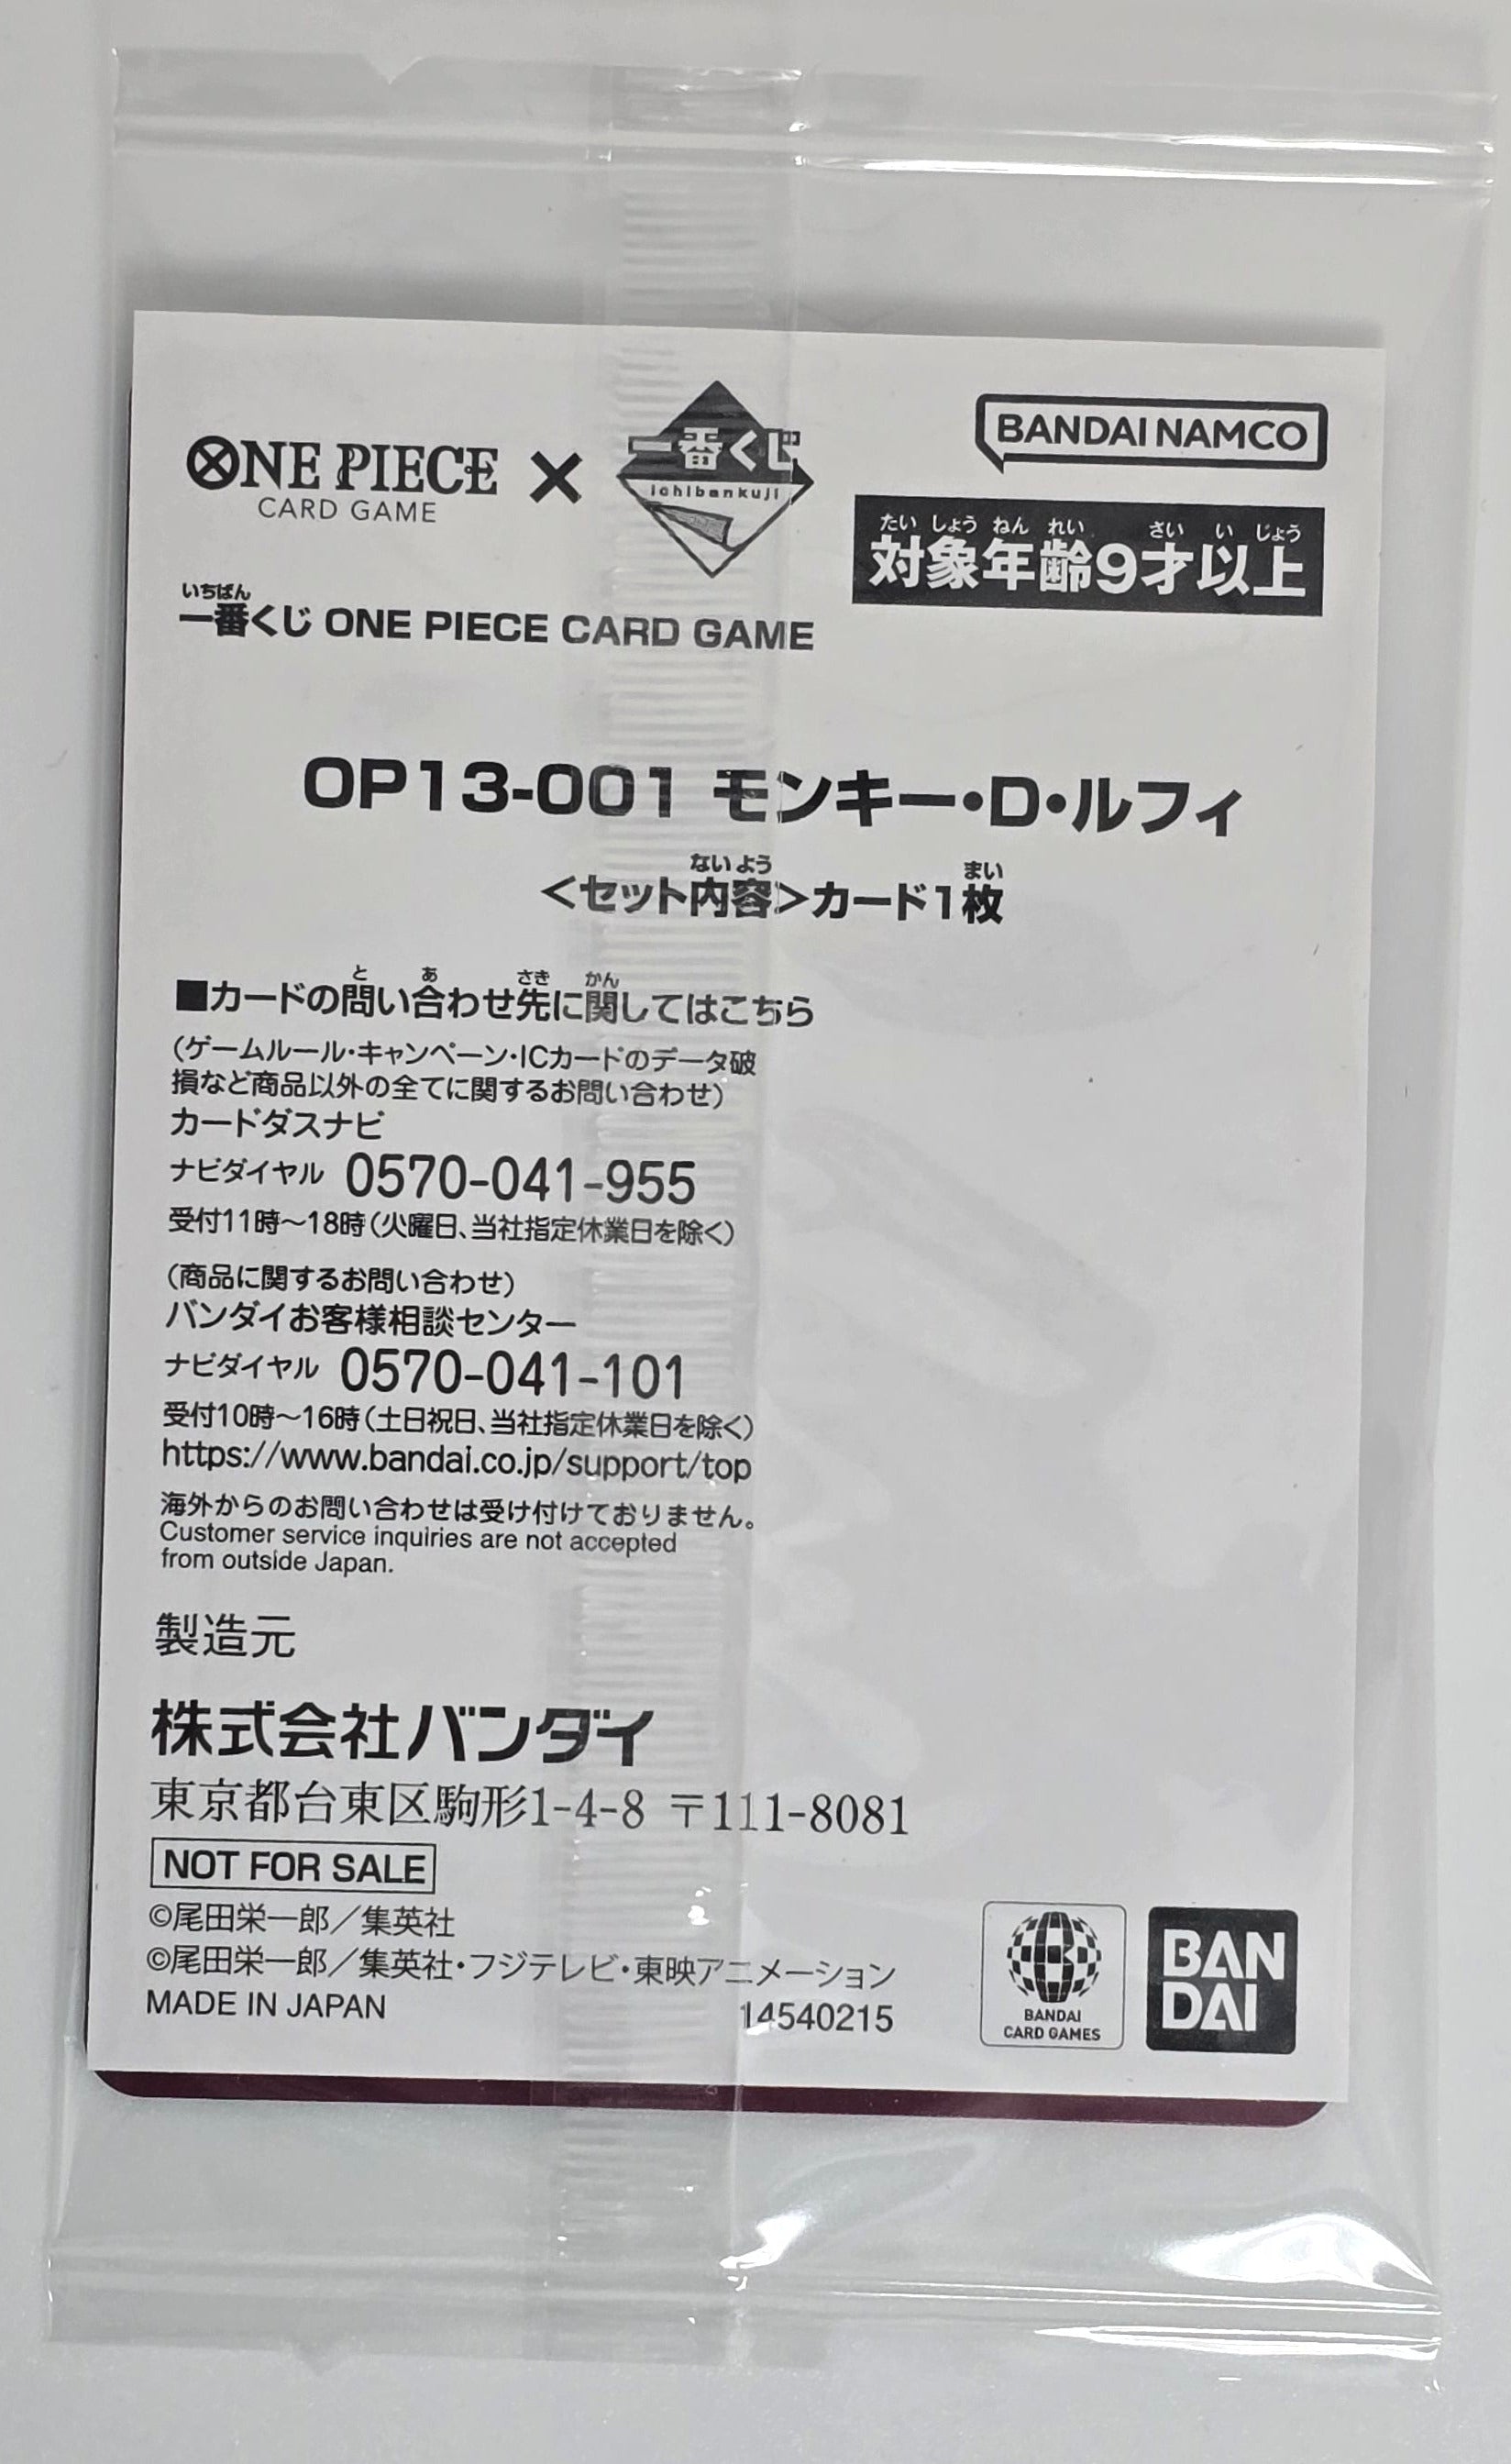 ONE PIECE
CARD GAME
×
一番くじ
ichibankuji
BANDAI NAMCO
たいしょうねんれい さいいじょう
対象年齢9才以上
いちばん
一番くじ ONE PIECE CARD GAME
OP13-001 モンキー・D・ルフィ
ないよう まい
<セット内容>カード1枚
と あ さき かん
■カードの問い合わせ先に関してはこちら
(ゲームルール・キャンペーン・ICカードのデータ破
損など商品以外の全てに関するお問い合わせ)
カードダスナビ
ナビダイヤル 0570-041-955
受付11時～18時(火曜日、当社指定休業日を除く)
(商品に関するお問い合わせ)
バンダイお客様相談センター
ナビダイヤル 0570-041-101
受付10時～16時(土日祝日、当社指定休業日を除く)
https://www.bandai.co.jp/support/top
海外からのお問い合わせは受け付けておりません。
Customer service inquiries are not accepted
from outside Japan.
製造元
株式会社バンダイ
東京都台東区駒形1-4-8 〒111-8081
NOT FOR SALE
©尾田栄一郎／集英社
©尾田栄一郎／集英社・フジテレビ・東映アニメーション
MADE IN JAPAN 14540215
BANDAI
CARD GAMES
BAN
DAI